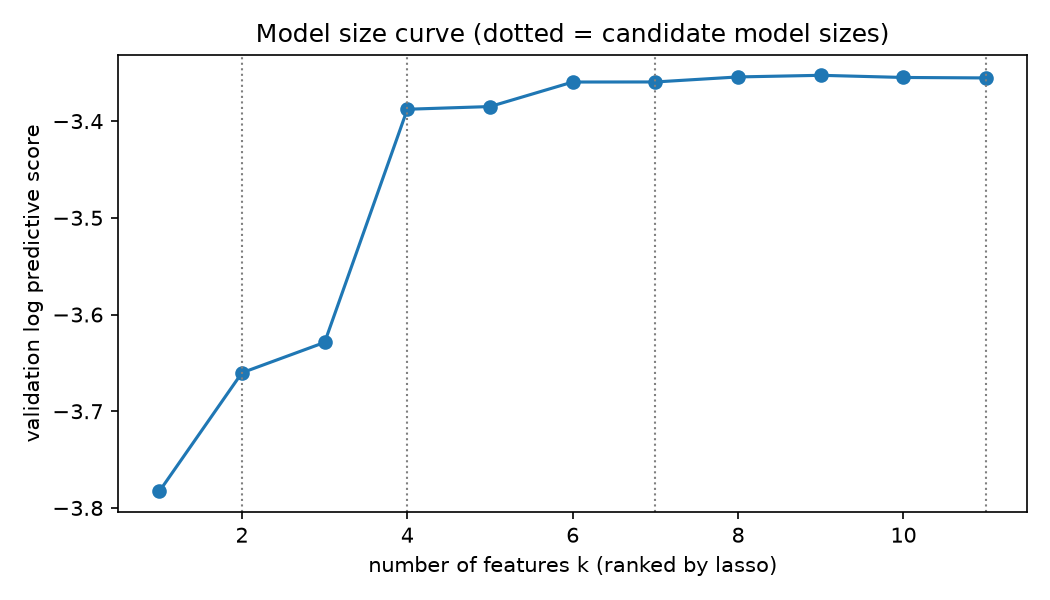 Model size curve (dotted = candidate model sizes)
validation log predictive score
−3.4
−3.5
−3.6
−3.7
−3.8
2 4 6 8 10
number of features k (ranked by lasso)